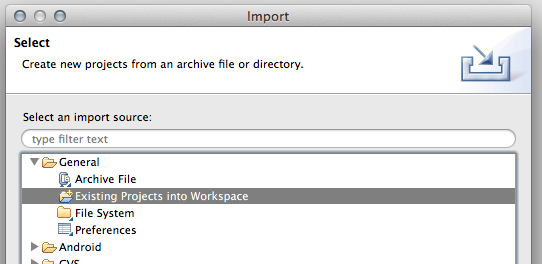 Import
Select
Create new projects from an archive file or directory.
Select an import source:
type filter text
General
Archive File
Existing Projects into Workspace
File System
Preferences
Android
CVS